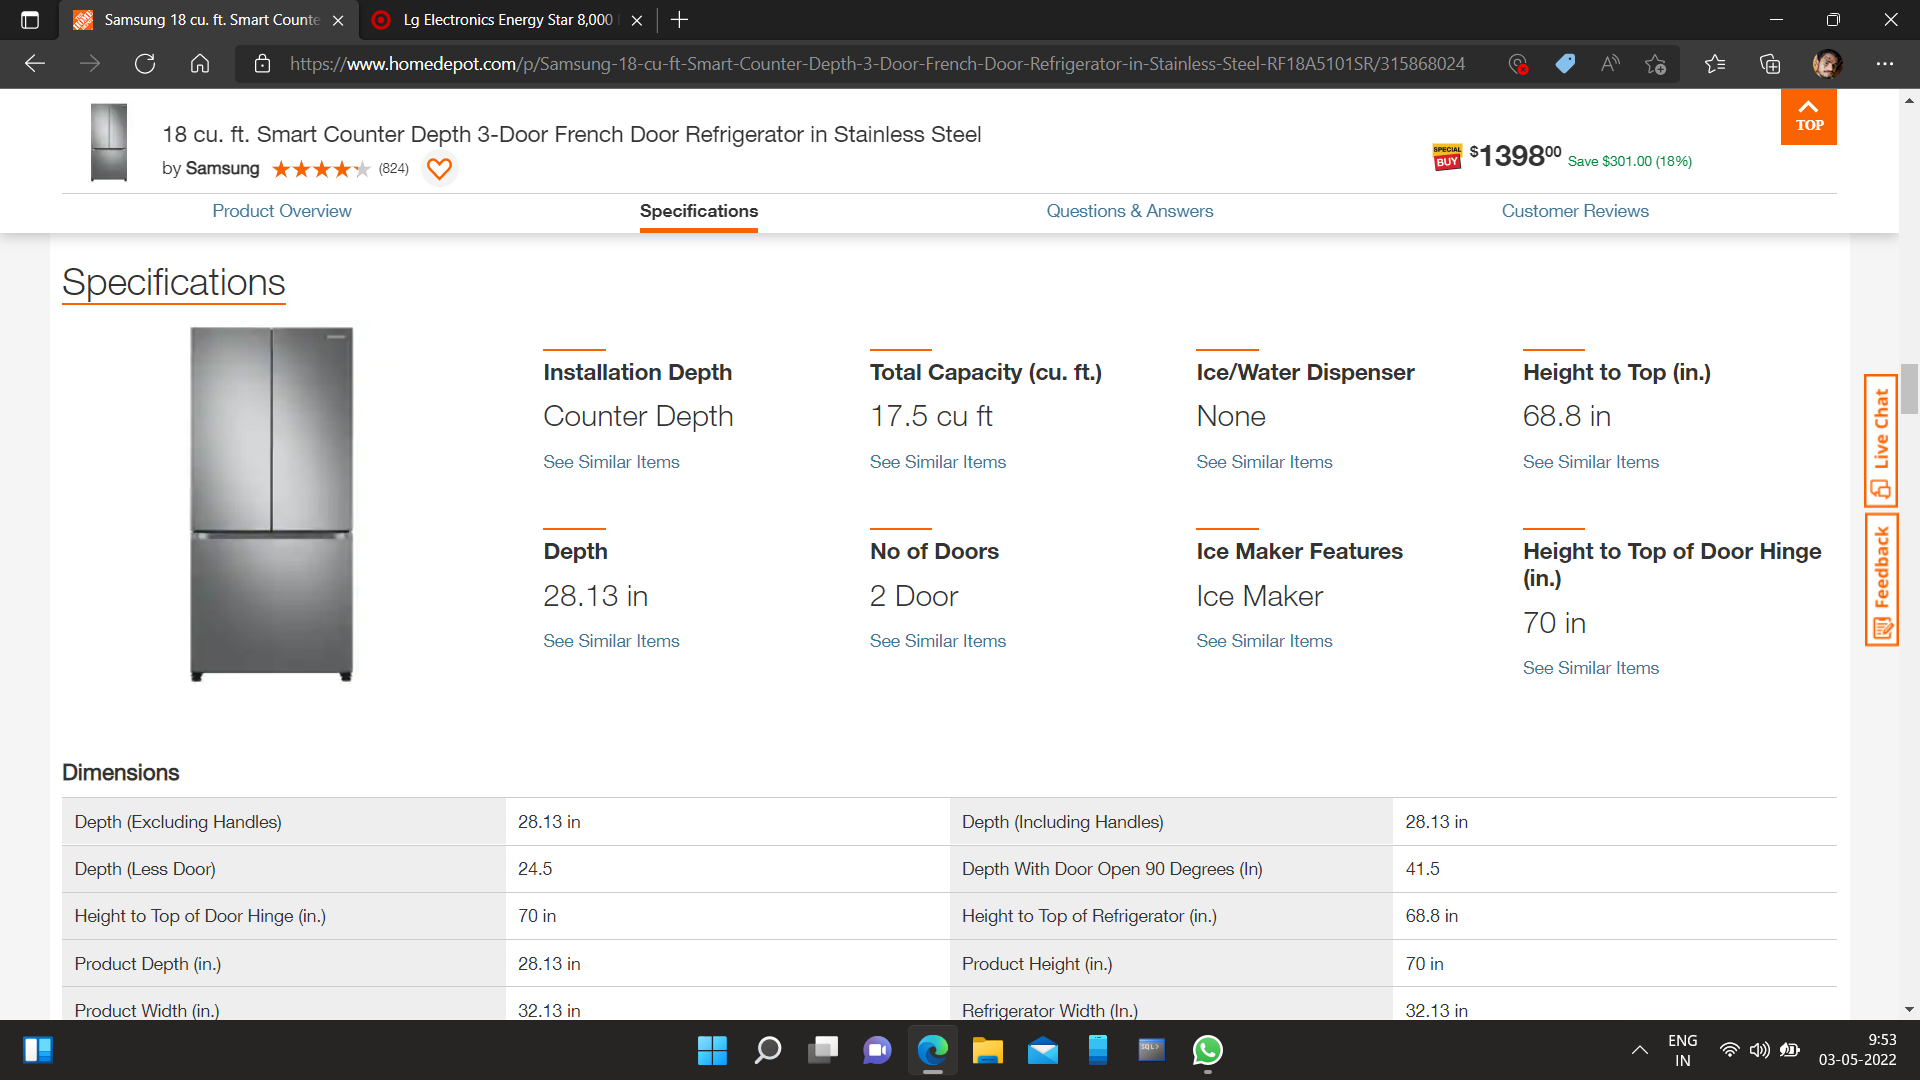 Samsung 18 cu. ft. Smart Counte
Lg Electronics Energy Star 8,000
https://www.homedepot.com/p/Samsung-18-cu-ft-Smart-Counter-Depth-3-Door-French-Door-Refrigerator-in-Stainless-Steel-RF18A5101SR/315868024
18 cu. ft. Smart Counter Depth 3-Door French Door Refrigerator in Stainless Steel
by Samsung (824)
SPECIAL BUY $1398 00 Save $301.00 (18%)
TOP
Product Overview Specifications Questions & Answers Customer Reviews
Specifications
Installation Depth
Counter Depth
See Similar Items
Total Capacity (cu. ft.)
17.5 cu ft
See Similar Items
Ice/Water Dispenser
None
See Similar Items
Height to Top (in.)
68.8 in
See Similar Items
Depth
28.13 in
See Similar Items
No of Doors
2 Door
See Similar Items
Ice Maker Features
Ice Maker
See Similar Items
Height to Top of Door Hinge
(in.)
70 in
See Similar Items
Live Chat
Feedback
Dimensions
Depth (Excluding Handles) 28.13 in Depth (Including Handles) 28.13 in
Depth (Less Door) 24.5 Depth With Door Open 90 Degrees (In) 41.5
Height to Top of Door Hinge (in.) 70 in Height to Top of Refrigerator (in.) 68.8 in
Product Depth (in.) 28.13 in Product Height (in.) 70 in
Product Width (in.) 32.13 in Refrigerator Width (In.) 32.13 in
ENG
IN
9:53
03-05-2022